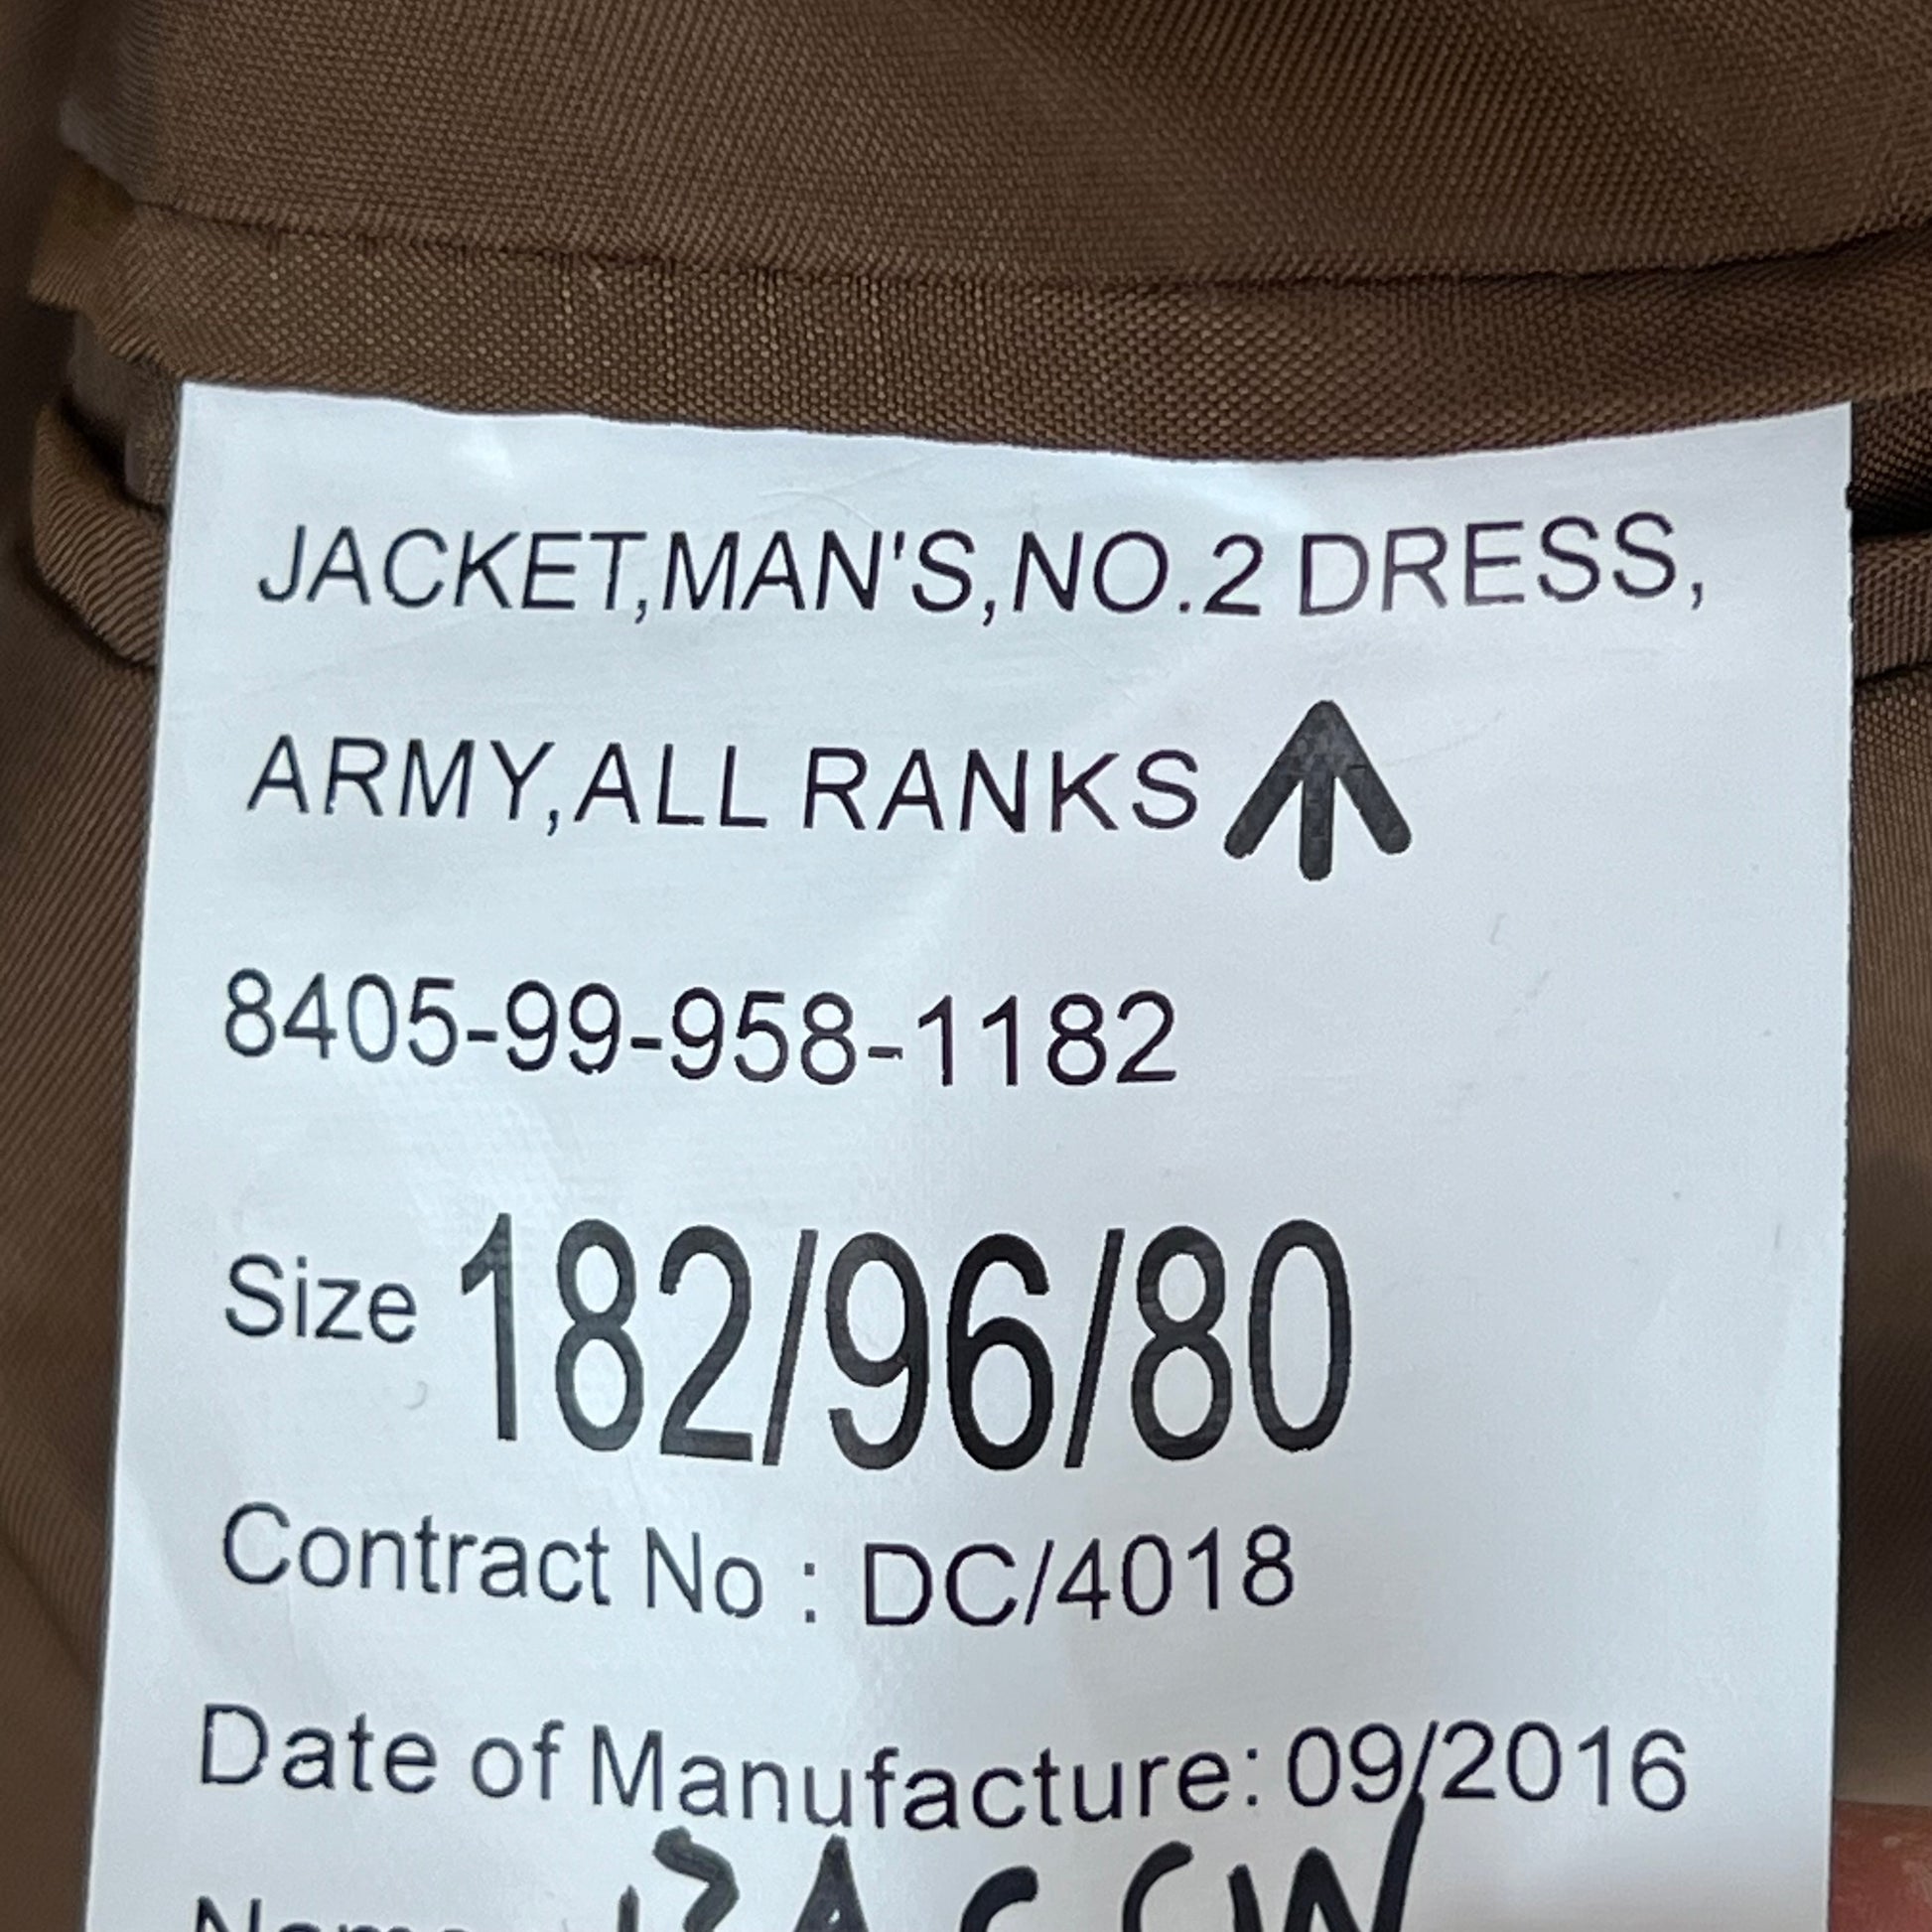 JACKET,MAN'S,NO.2 DRESS,
ARMY,ALL RANKS
8405-99-958-1182
Size 182/96/80
Contract No : DC/4018
Date of Manufacture: 09/2016
Name